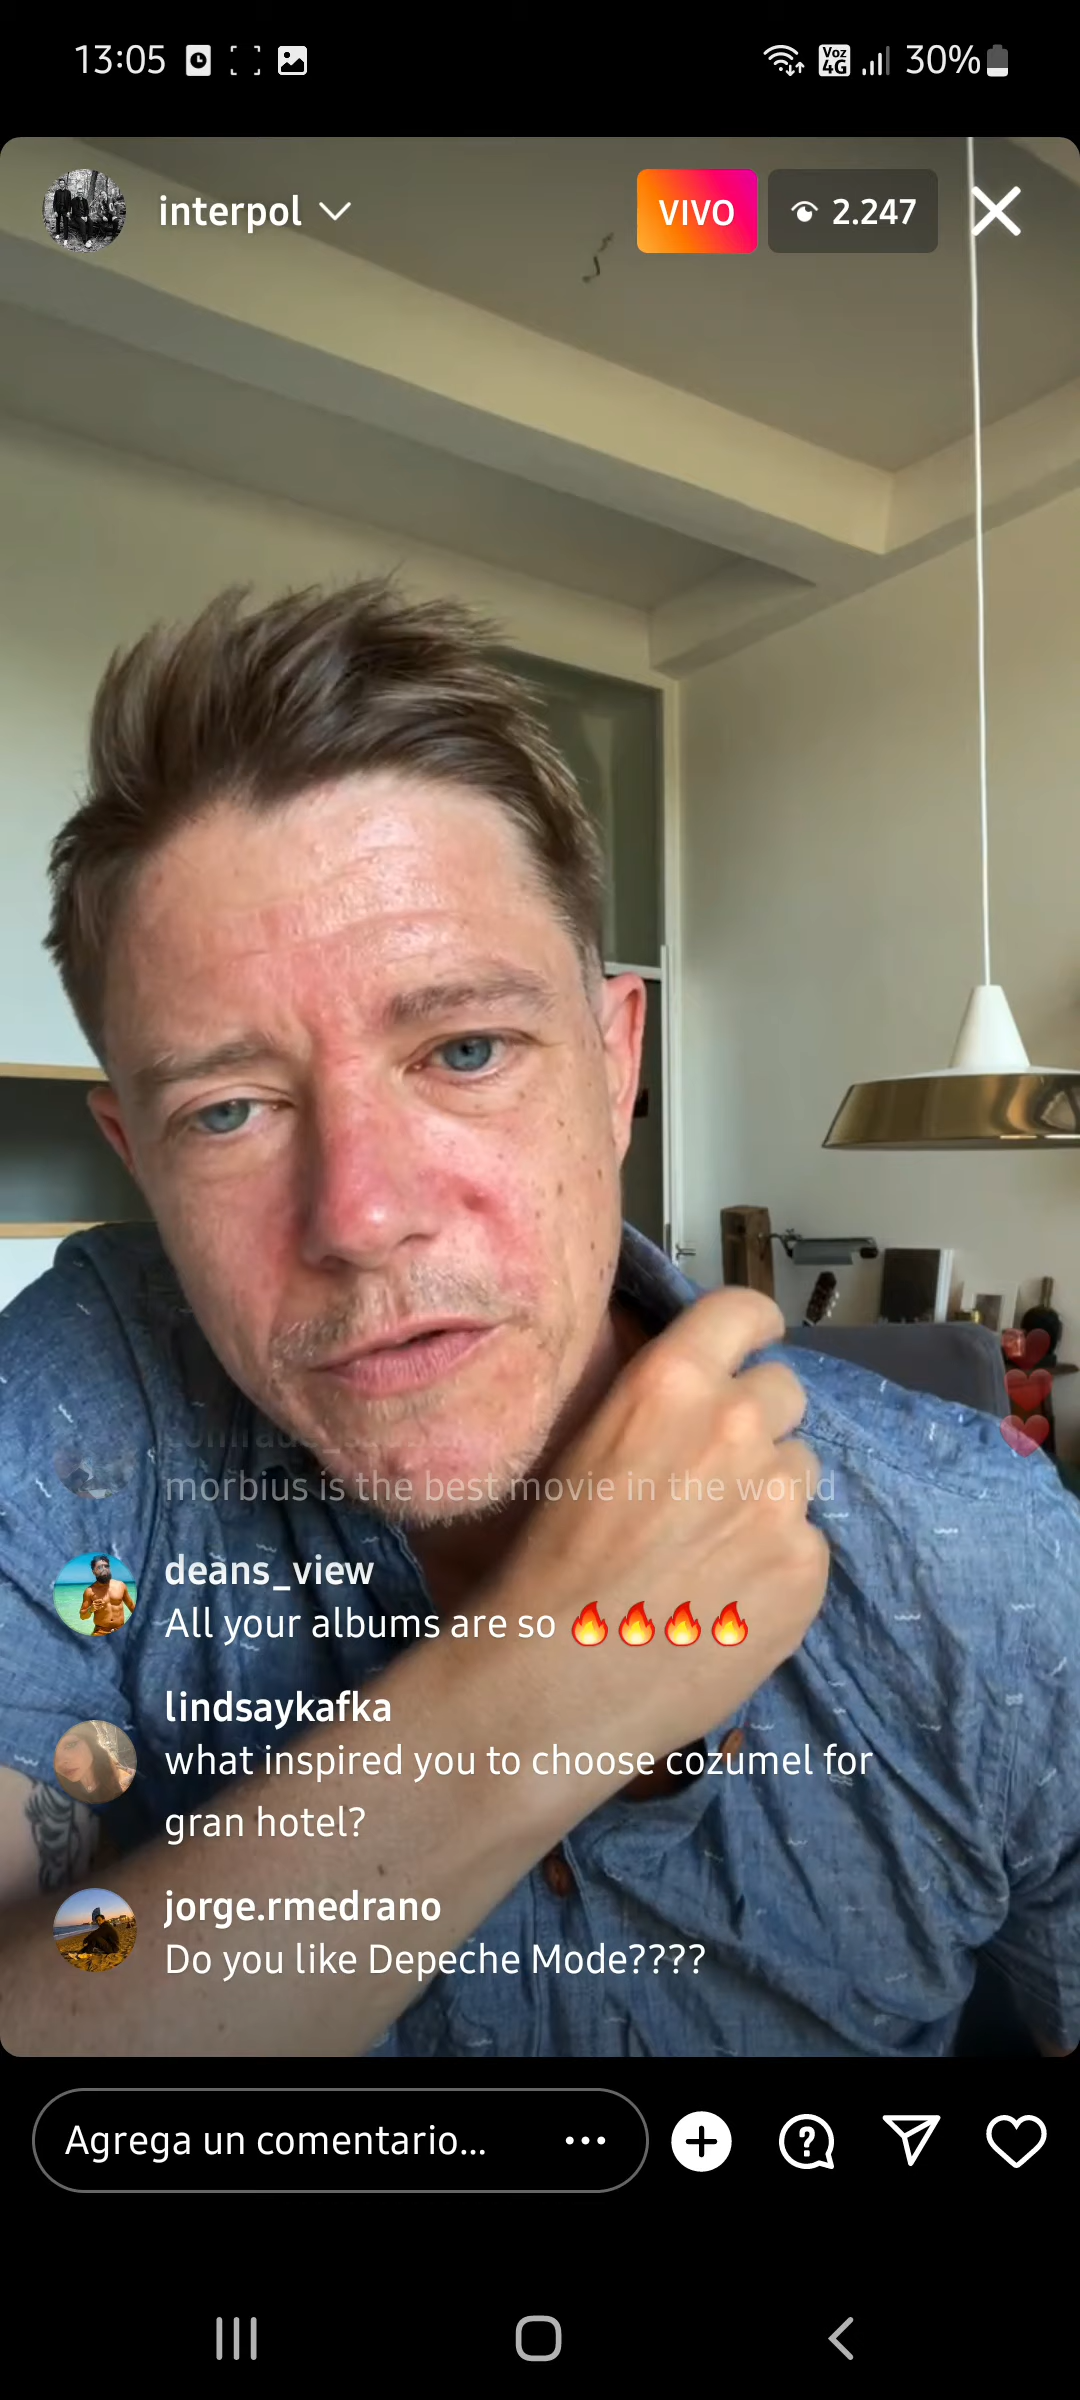 13:05
Voz 4G
30%
interpol
VIVO
2.247
morbius is the best movie in the world
deans_view
All your albums are so 🔥🔥🔥🔥
lindsaykafka
what inspired you to choose cozumel for
gran hotel?
jorge.rmedrano
Do you like Depeche Mode????
Agrega un comentario...